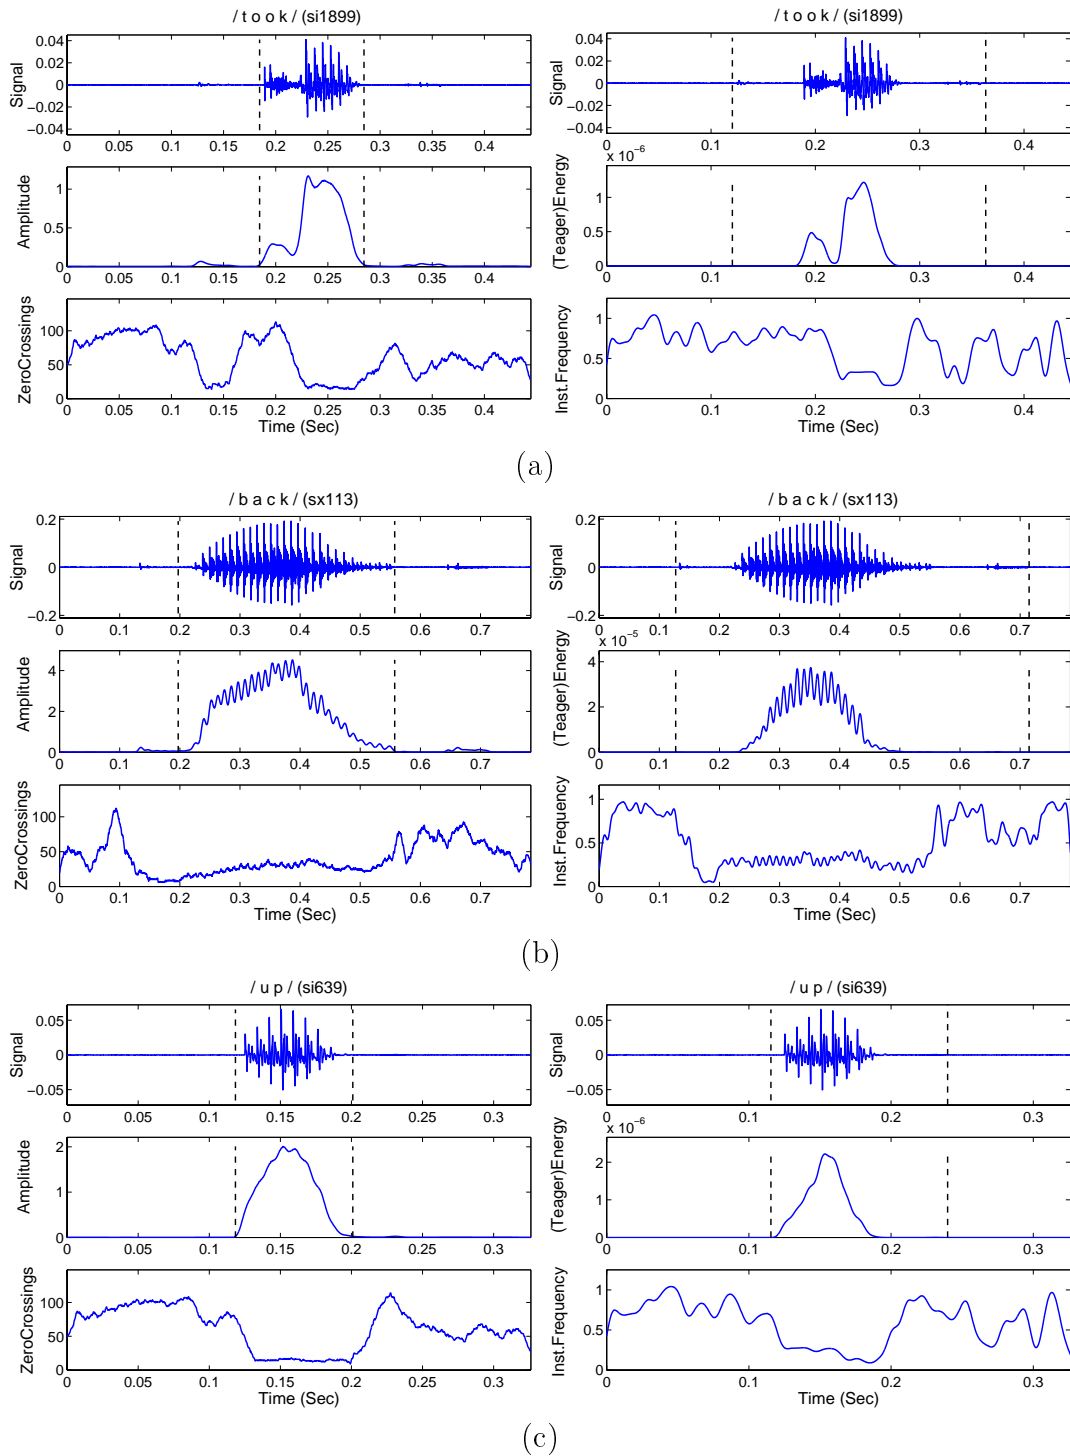 / t o o k / (si1899)
Signal
0.04
0.02
0
−0.02
−0.04
0 0.05 0.1 0.15 0.2 0.25 0.3 0.35 0.4
Amplitude
1
0.5
0
0 0.05 0.1 0.15 0.2 0.25 0.3 0.35 0.4
ZeroCrossings
100
50
0
0 0.05 0.1 0.15 0.2 0.25 0.3 0.35 0.4
Time (Sec)
/ t o o k / (si1899)
Signal
0.04
0.02
0
−0.02
−0.04
0 0.1 0.2 0.3 0.4
x 10⁻⁶
(Teager)Energy
1
0.5
0
0 0.1 0.2 0.3 0.4
Inst.Frequency
1
0.5
0
0 0.1 0.2 0.3 0.4
Time (Sec)
(a)
/ b a c k / (sx113)
Signal
0.2
0
−0.2
0 0.1 0.2 0.3 0.4 0.5 0.6 0.7
Amplitude
4
2
0
0 0.1 0.2 0.3 0.4 0.5 0.6 0.7
ZeroCrossings
100
50
0
0 0.1 0.2 0.3 0.4 0.5 0.6 0.7
Time (Sec)
/ b a c k / (sx113)
Signal
0.2
0
−0.2
0 0.1 0.2 0.3 0.4 0.5 0.6 0.7
x 10⁻⁵
(Teager)Energy
4
2
0
0 0.1 0.2 0.3 0.4 0.5 0.6 0.7
Inst.Frequency
1
0.5
0
0 0.1 0.2 0.3 0.4 0.5 0.6 0.7
Time (Sec)
(b)
/ u p / (si639)
Signal
0.05
0
−0.05
0 0.05 0.1 0.15 0.2 0.25 0.3
Amplitude
2
1
0
0 0.05 0.1 0.15 0.2 0.25 0.3
ZeroCrossings
100
50
0
0 0.05 0.1 0.15 0.2 0.25 0.3
Time (Sec)
/ u p / (si639)
Signal
0.05
0
−0.05
0 0.1 0.2 0.3
x 10⁻⁶
(Teager)Energy
2
1
0
0 0.1 0.2 0.3
Inst.Frequency
1
0.5
0
0 0.1 0.2 0.3
Time (Sec)
(c)